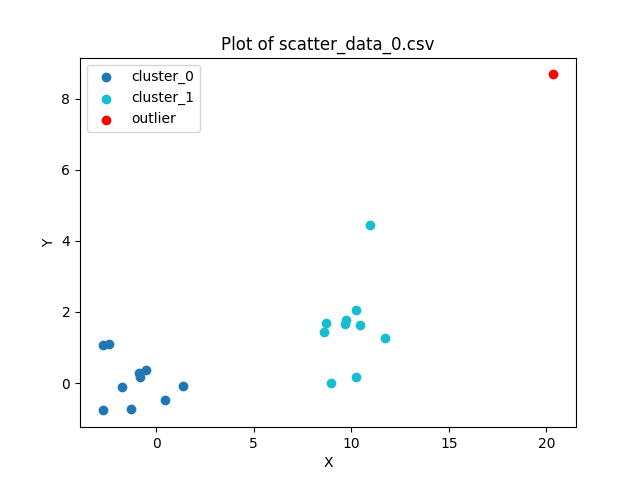 Plot of scatter_data_0.csv
cluster_0
cluster_1
outlier
8
6
4
2
0
Y
0 5 10 15 20
X